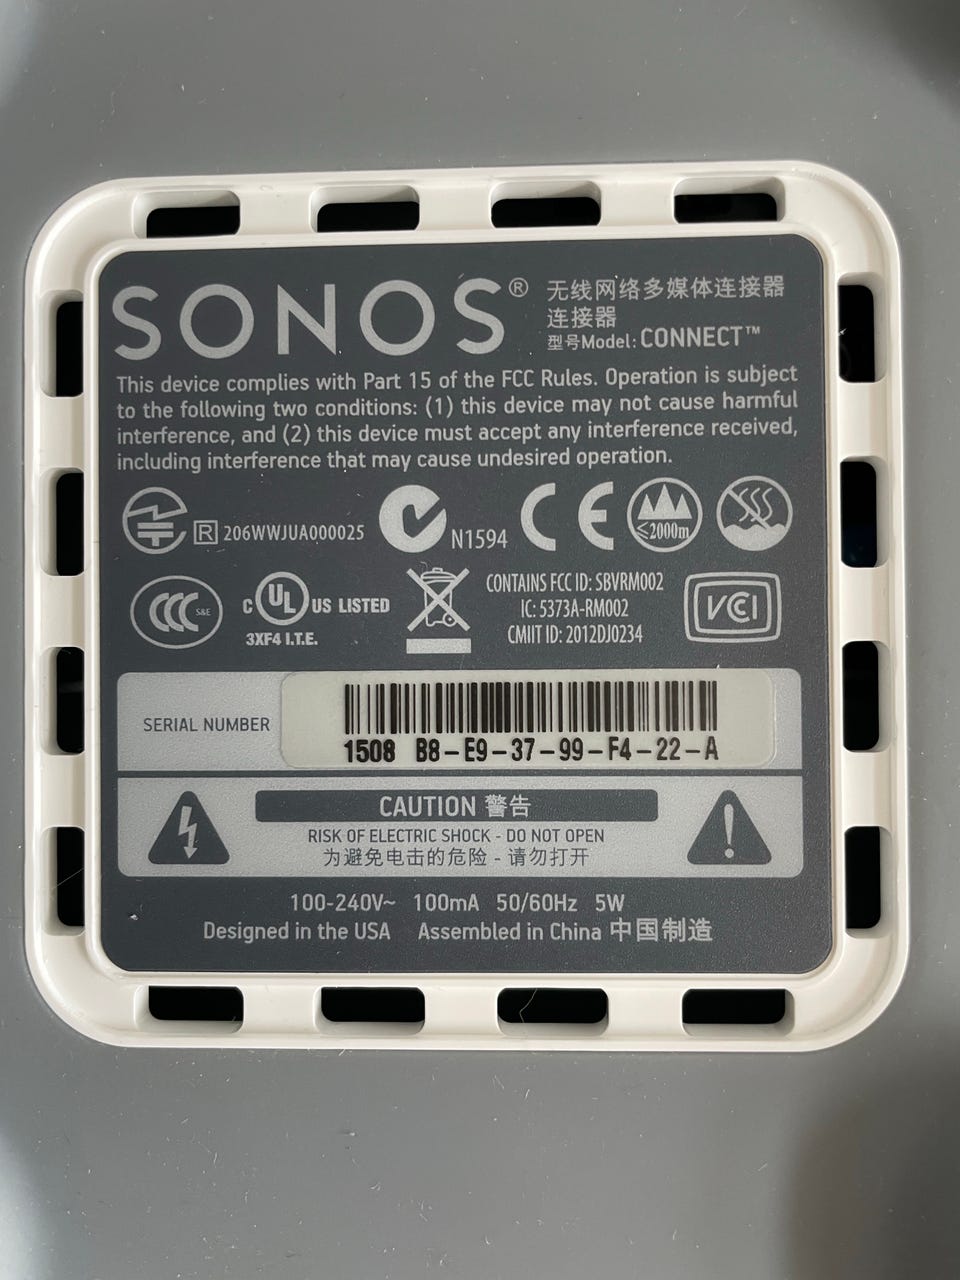 SONOS® 无线网络多媒体连接器
连接器
型号Model: CONNECT™
This device complies with Part 15 of the FCC Rules. Operation is subject
to the following two conditions: (1) this device may not cause harmful
interference, and (2) this device must accept any interference received,
including interference that may cause undesired operation.
R 206WWJUA000025 N1594 CE ≤2000m
CCC S&E C UL US LISTED
3XF4 I.T.E.
CONTAINS FCC ID: SBVRM002
IC: 5373A-RM002
CMIIT ID: 2012DJ0234
VCCI
SERIAL NUMBER
1508 B8-E9-37-99-F4-22-A
CAUTION 警告
RISK OF ELECTRIC SHOCK - DO NOT OPEN
为避免电击的危险 - 请勿打开
100-240V~ 100mA 50/60Hz 5W
Designed in the USA Assembled in China 中国制造